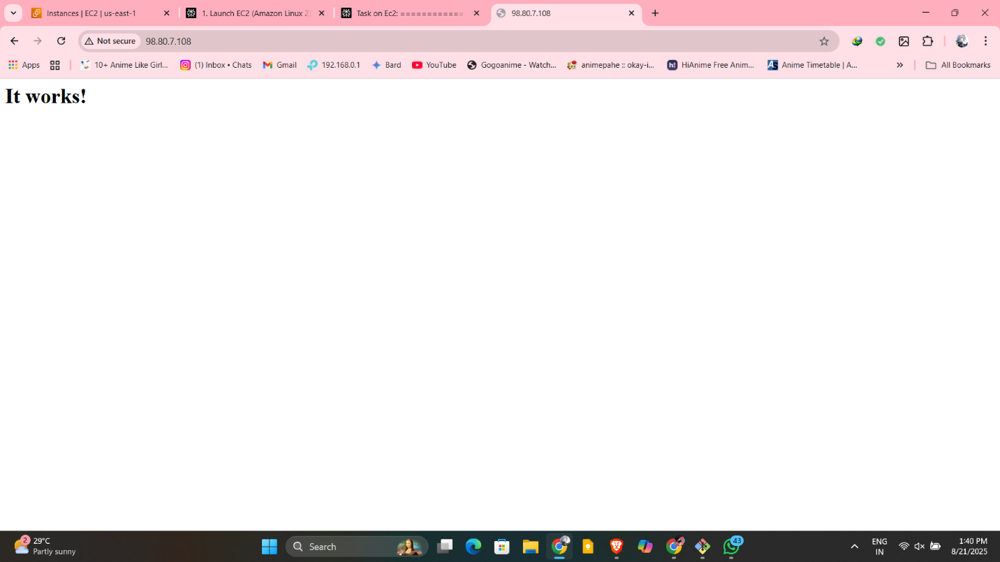 Instances | EC2 | us-east-1
1. Launch EC2 (Amazon Linux 2)
Task on Ec2: ============
98.80.7.108
Not secure
98.80.7.108
Apps
10+ Anime Like Girl...
(1) Inbox • Chats
Gmail
192.168.0.1
Bard
YouTube
Gogoanime - Watch...
animepahe :: okay-i...
HiAnime Free Anim...
Anime Timetable | A...
»
All Bookmarks
It works!
2
29°C
Partly sunny
Search
43
ENG
IN
1:40 PM
8/21/2025